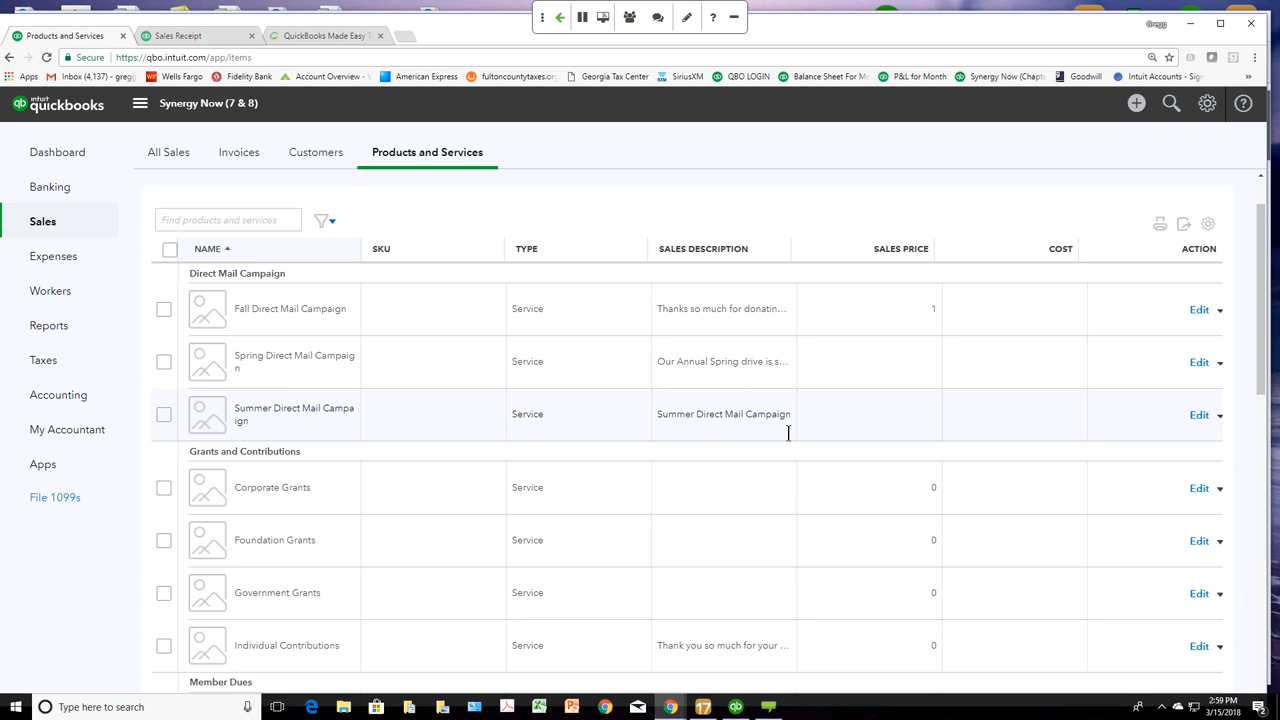 Gregg
Products and Services
Sales Receipt
QuickBooks Made Easy T
Secure
https://qbo.intuit.com/app/items
Apps
Inbox (4,137) - gregg
Wells Fargo
Fidelity Bank
Account Overview -
American Express
fultoncountytaxes.org
Georgia Tax Center
SiriusXM
QBO LOGIN
Balance Sheet For M
P&L for Month
Synergy Now (Chapte
Goodwill
Intuit Accounts - Sign
intuit
quickbooks
Synergy Now (7 & 8)
Dashboard
Banking
Sales
Expenses
Workers
Reports
Taxes
Accounting
My Accountant
Apps
File 1099s
All Sales
Invoices
Customers
Products and Services
Find products and services
NAME SKU TYPE SALES DESCRIPTION SALES PRICE COST ACTION
Direct Mail Campaign
Fall Direct Mail Campaign Service Thanks so much for donatin... 1 Edit
Spring Direct Mail Campaig
n
Service Our Annual Spring drive is s... Edit
Summer Direct Mail Campa
ign
Service Summer Direct Mail Campaign Edit
Grants and Contributions
Corporate Grants Service 0 Edit
Foundation Grants Service 0 Edit
Government Grants Service 0 Edit
Individual Contributions Service Thank you so much for your ... 0 Edit
Member Dues
Type here to search
17
2:59 PM
3/15/2018
2